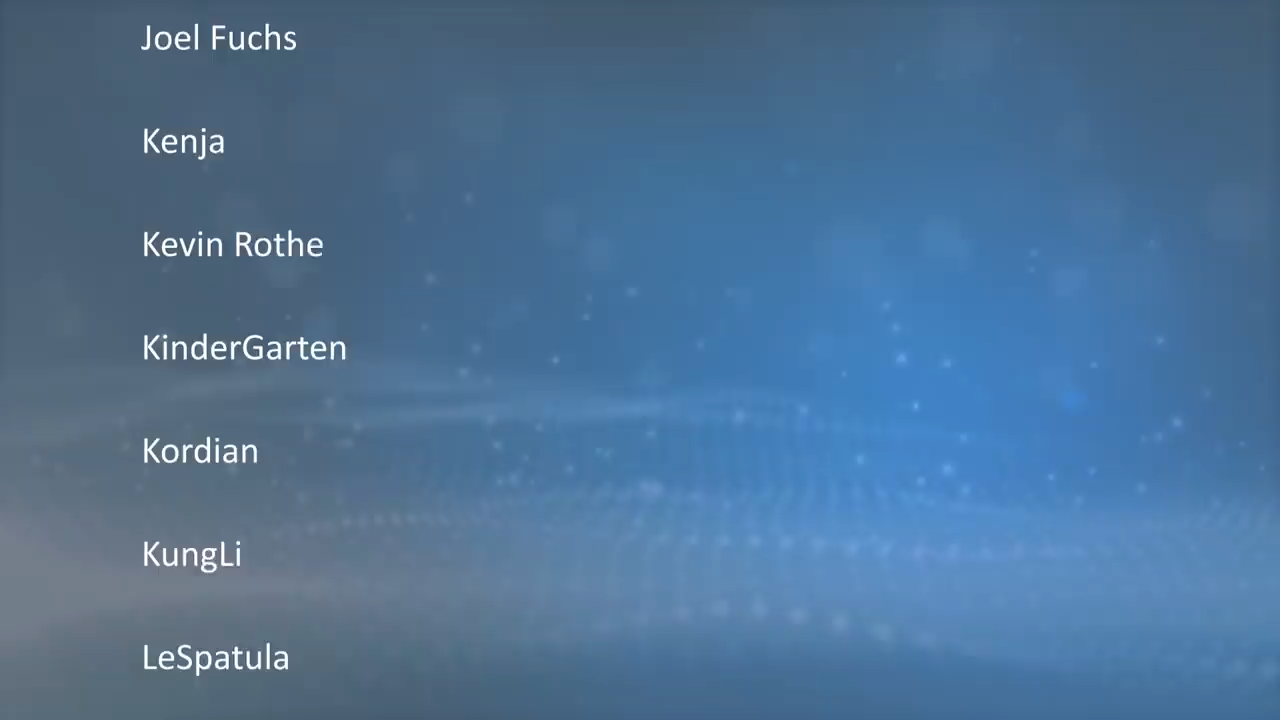 Joel Fuchs
Kenja
Kevin Rothe
KinderGarten
Kordian
KungLi
LeSpatula